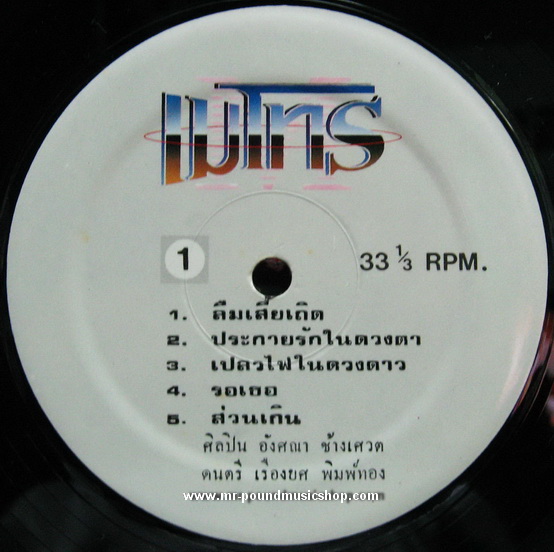 เมโทร
1
33 1/3 RPM.
1. ลืมเสียเถิด
2. ประกายรักในดวงตา
3. เปลวไฟในดวงดาว
4. รอเธอ
5. ส่วนเกิน
ศิลปิน อังศณา ช้างเศวต
ดนตรี เรืองยศ พิมพ์ทอง
www.mr-poundmusicshop.com